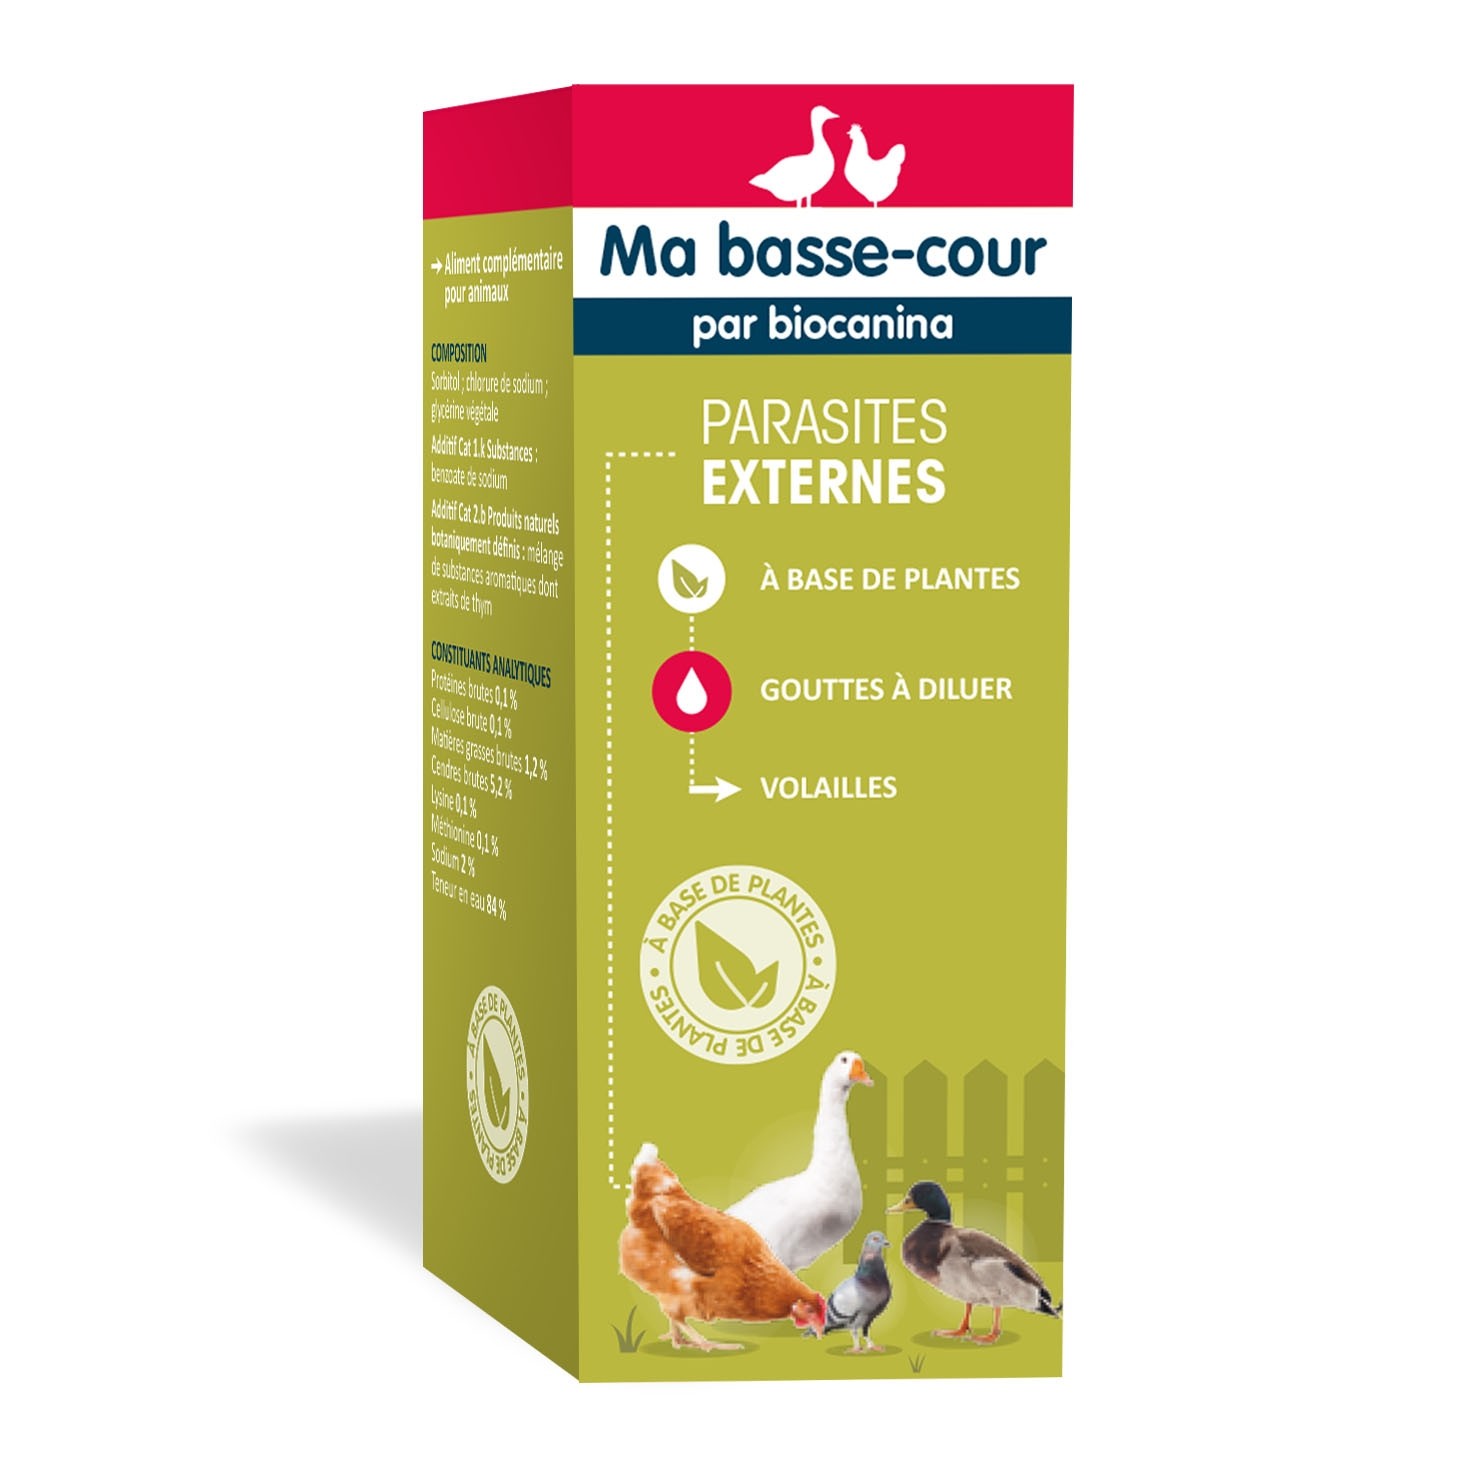 Ma basse-cour
par biocanina
PARASITES
EXTERNES
À BASE DE PLANTES
GOUTTES À DILUER
VOLAILLES
À BASE DE PLANTES • À BASE DE PLANTES •
→ Aliment complémentaire
pour animaux
COMPOSITION
Sorbitol ; chlorure de sodium ;
glycérine végétale
Additif Cat 1.k Substances :
benzoate de sodium
Additif Cat 2.b Produits naturels
botaniquement définis : mélange
de substances aromatiques dont
extraits de thym
CONSTITUANTS ANALYTIQUES
Protéines brutes 0,1 %
Cellulose brute 0,1 %
Matières grasses brutes 1,2 %
Cendres brutes 5,2 %
Lysine 0,1 %
Méthionine 0,1 %
Sodium 2 %
Teneur en eau 84 %
À BASE DE PLANTES • À BASE DE PLANTES •